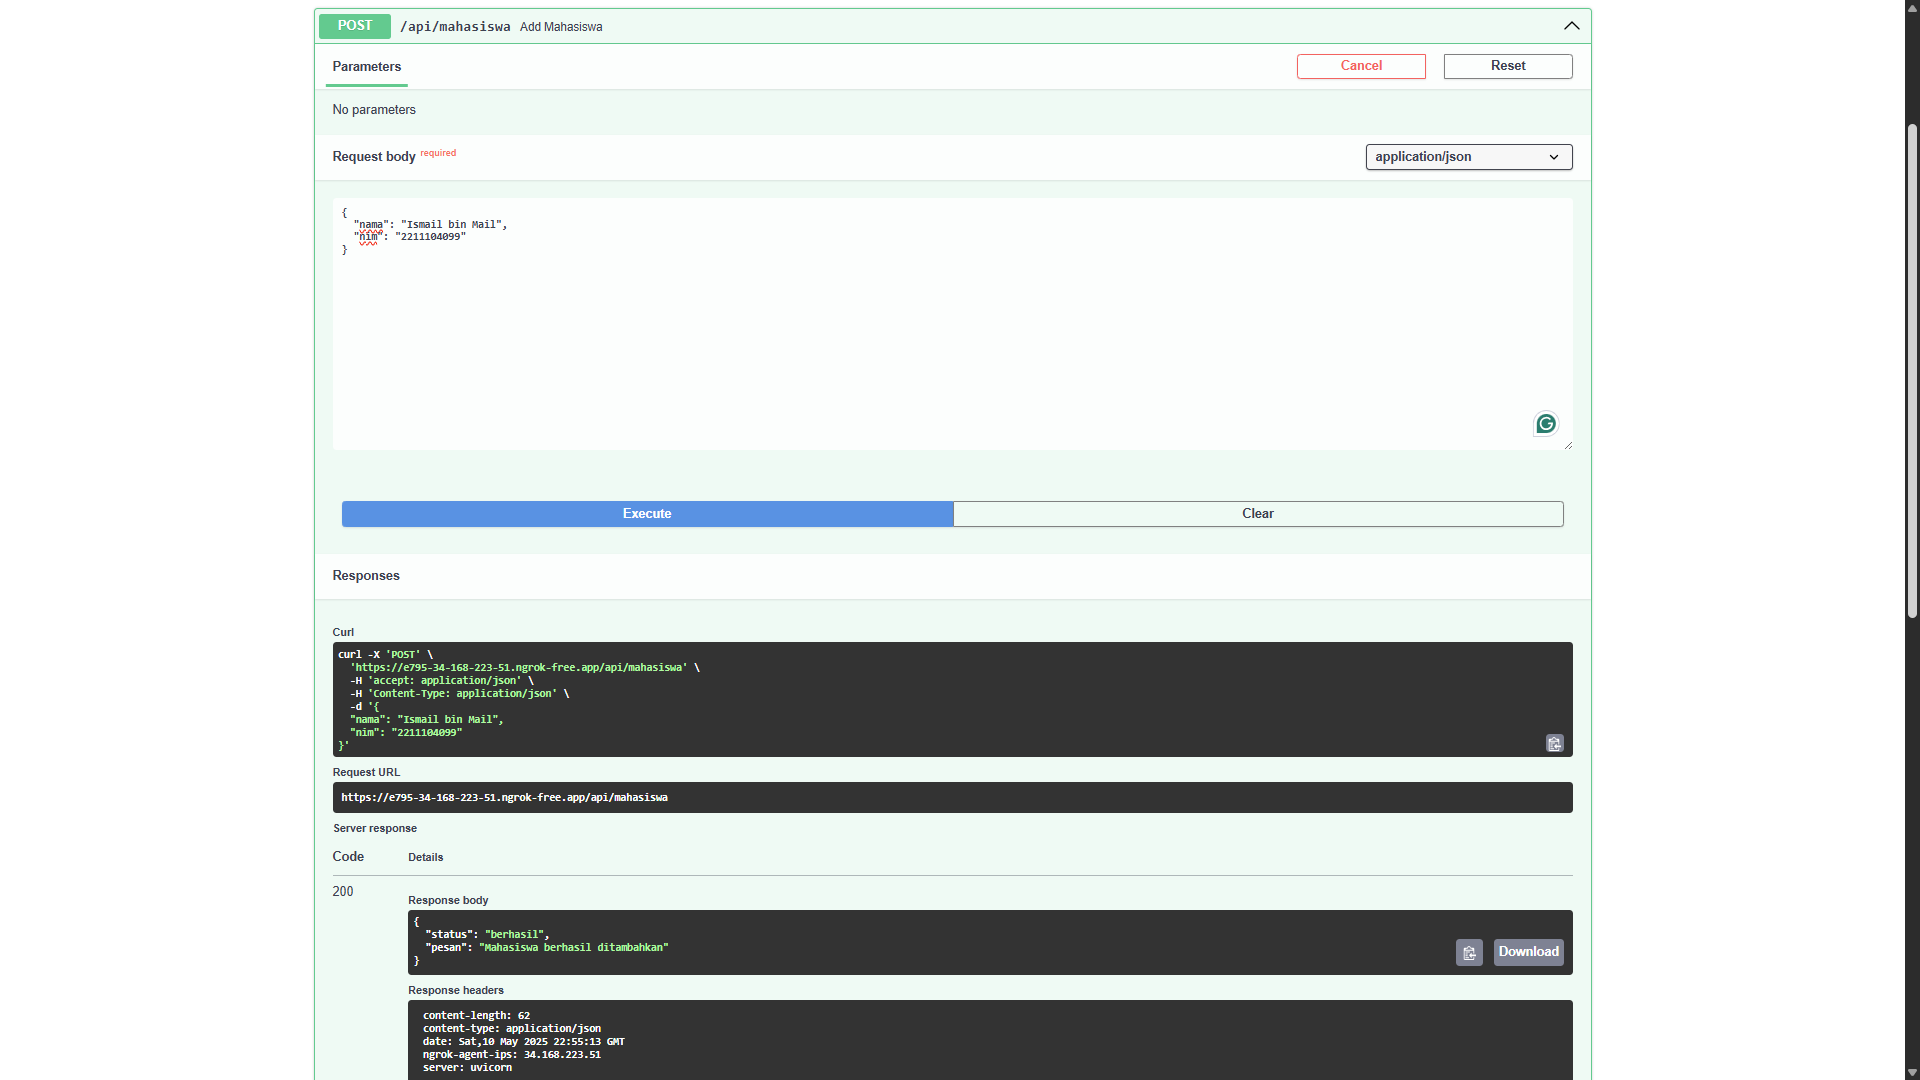 POST /api/mahasiswa Add Mahasiswa
Parameters
Cancel
Reset
No parameters
Request body required
application/json
{
  "nama": "Ismail bin Mail",
  "nim": "2211104099"
}
Execute
Clear
Responses
Curl
curl -X 'POST' \
  'https://e795-34-168-223-51.ngrok-free.app/api/mahasiswa' \
  -H 'accept: application/json' \
  -H 'Content-Type: application/json' \
  -d '{
  "nama": "Ismail bin Mail",
  "nim": "2211104099"
}'
Request URL
https://e795-34-168-223-51.ngrok-free.app/api/mahasiswa
Server response
Code Details
200
Response body
{
  "status": "berhasil",
  "pesan": "Mahasiswa berhasil ditambahkan"
}
Download
Response headers
content-length: 62
content-type: application/json
date: Sat,10 May 2025 22:55:13 GMT
ngrok-agent-ips: 34.168.223.51
server: uvicorn